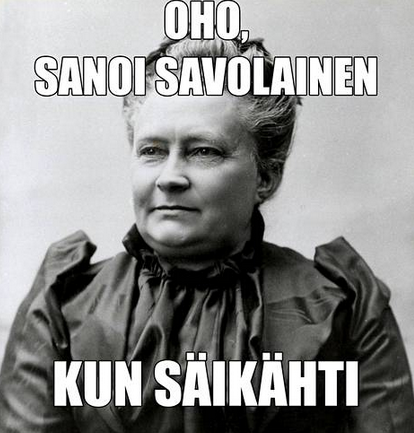 OHO,
SANOI SAVOLAINEN
KUN SÄIKÄHTI